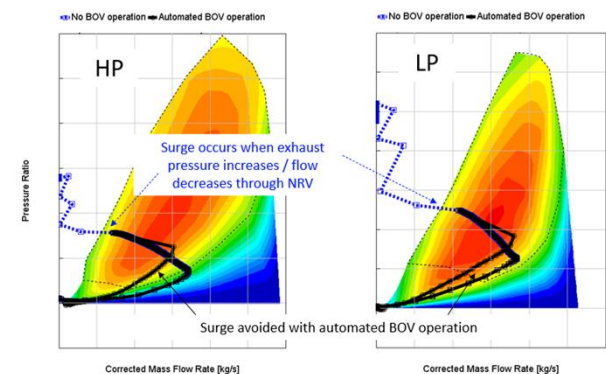 No BOV operation Automated BOV operation
No BOV operation Automated BOV operation
HP
LP
Surge occurs when exhaust
pressure increases / flow
decreases through NRV
Pressure Ratio
Surge avoided with automated BOV operation
Corrected Mass Flow Rate [kg/s]
Corrected Mass Flow Rate [kg/s]